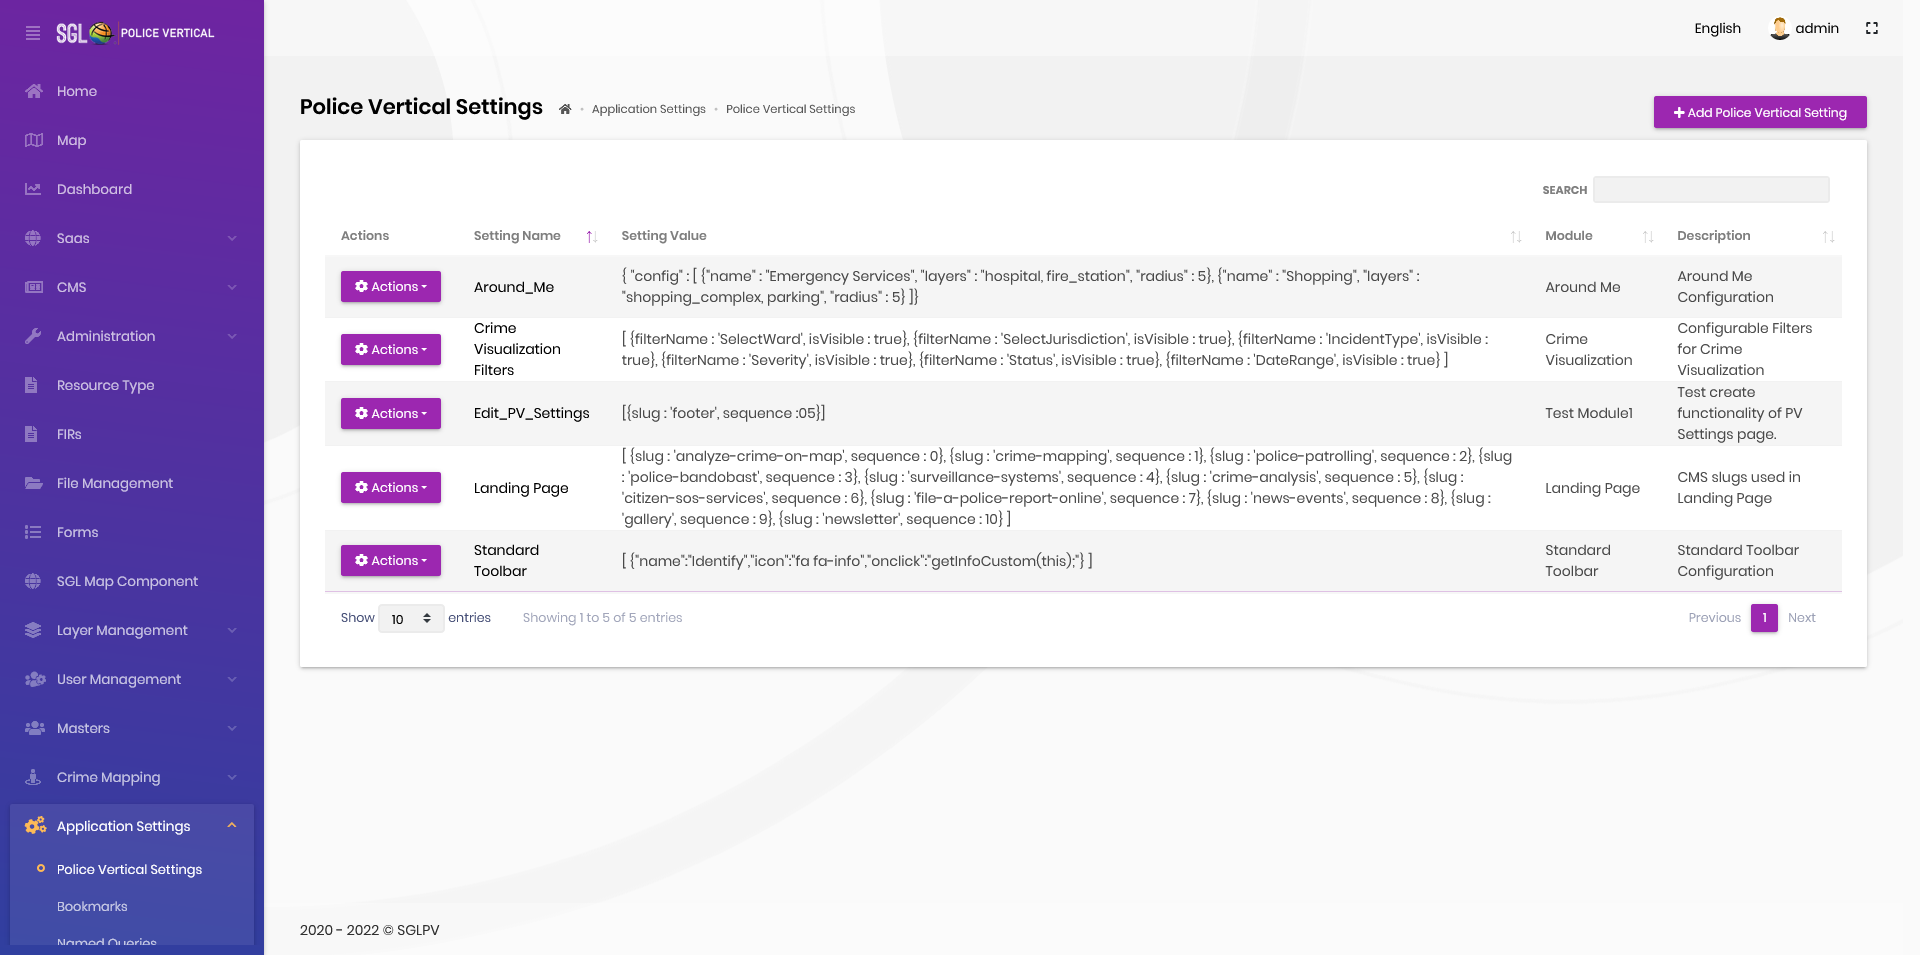 SGL POLICE VERTICAL
English
admin
Home
Map
Dashboard
Saas
CMS
Administration
Resource Type
FIRs
File Management
Forms
SGL Map Component
Layer Management
User Management
Masters
Crime Mapping
Application Settings
Police Vertical Settings
Bookmarks
Named Queries
Police Vertical Settings
Application Settings
Police Vertical Settings
Add Police Vertical Setting
SEARCH
Actions Setting Name Setting Value Module Description
Actions
Around_Me
{ "config" : [ {"name" : "Emergency Services", "layers" : "hospital, fire_station", "radius" : 5}, {"name" : "Shopping", "layers" :
"shopping_complex, parking", "radius" : 5} ]}
Around Me
Around Me
Configuration
Actions
Crime
Visualization
Filters
[ {filterName : 'SelectWard', isVisible : true}, {filterName : 'SelectJurisdiction', isVisible : true}, {filterName : 'IncidentType', isVisible :
true}, {filterName : 'Severity', isVisible : true}, {filterName : 'Status', isVisible : true}, {filterName : 'DateRange', isVisible : true} ]
Crime
Visualization
Configurable Filters
for Crime
Visualization
Actions
Edit_PV_Settings
[{slug : 'footer', sequence :05}]
Test Module1
Test create
functionality of PV
Settings page.
Actions
Landing Page
[ {slug : 'analyze-crime-on-map', sequence : 0}, {slug : 'crime-mapping', sequence : 1}, {slug : 'police-patrolling', sequence : 2}, {slug
: 'police-bandobast', sequence : 3}, {slug : 'surveillance-systems', sequence : 4}, {slug : 'crime-analysis', sequence : 5}, {slug :
'citizen-sos-services', sequence : 6}, {slug : 'file-a-police-report-online', sequence : 7}, {slug : 'news-events', sequence : 8}, {slug :
'gallery', sequence : 9}, {slug : 'newsletter', sequence : 10} ]
Landing Page
CMS slugs used in
Landing Page
Actions
Standard
Toolbar
[ {"name":"Identify","icon":"fa fa-info","onclick":"getInfoCustom(this);"} ]
Standard
Toolbar
Standard Toolbar
Configuration
Show 10 entries
Showing 1 to 5 of 5 entries
Previous 1 Next
2020 - 2022 © SGLPV